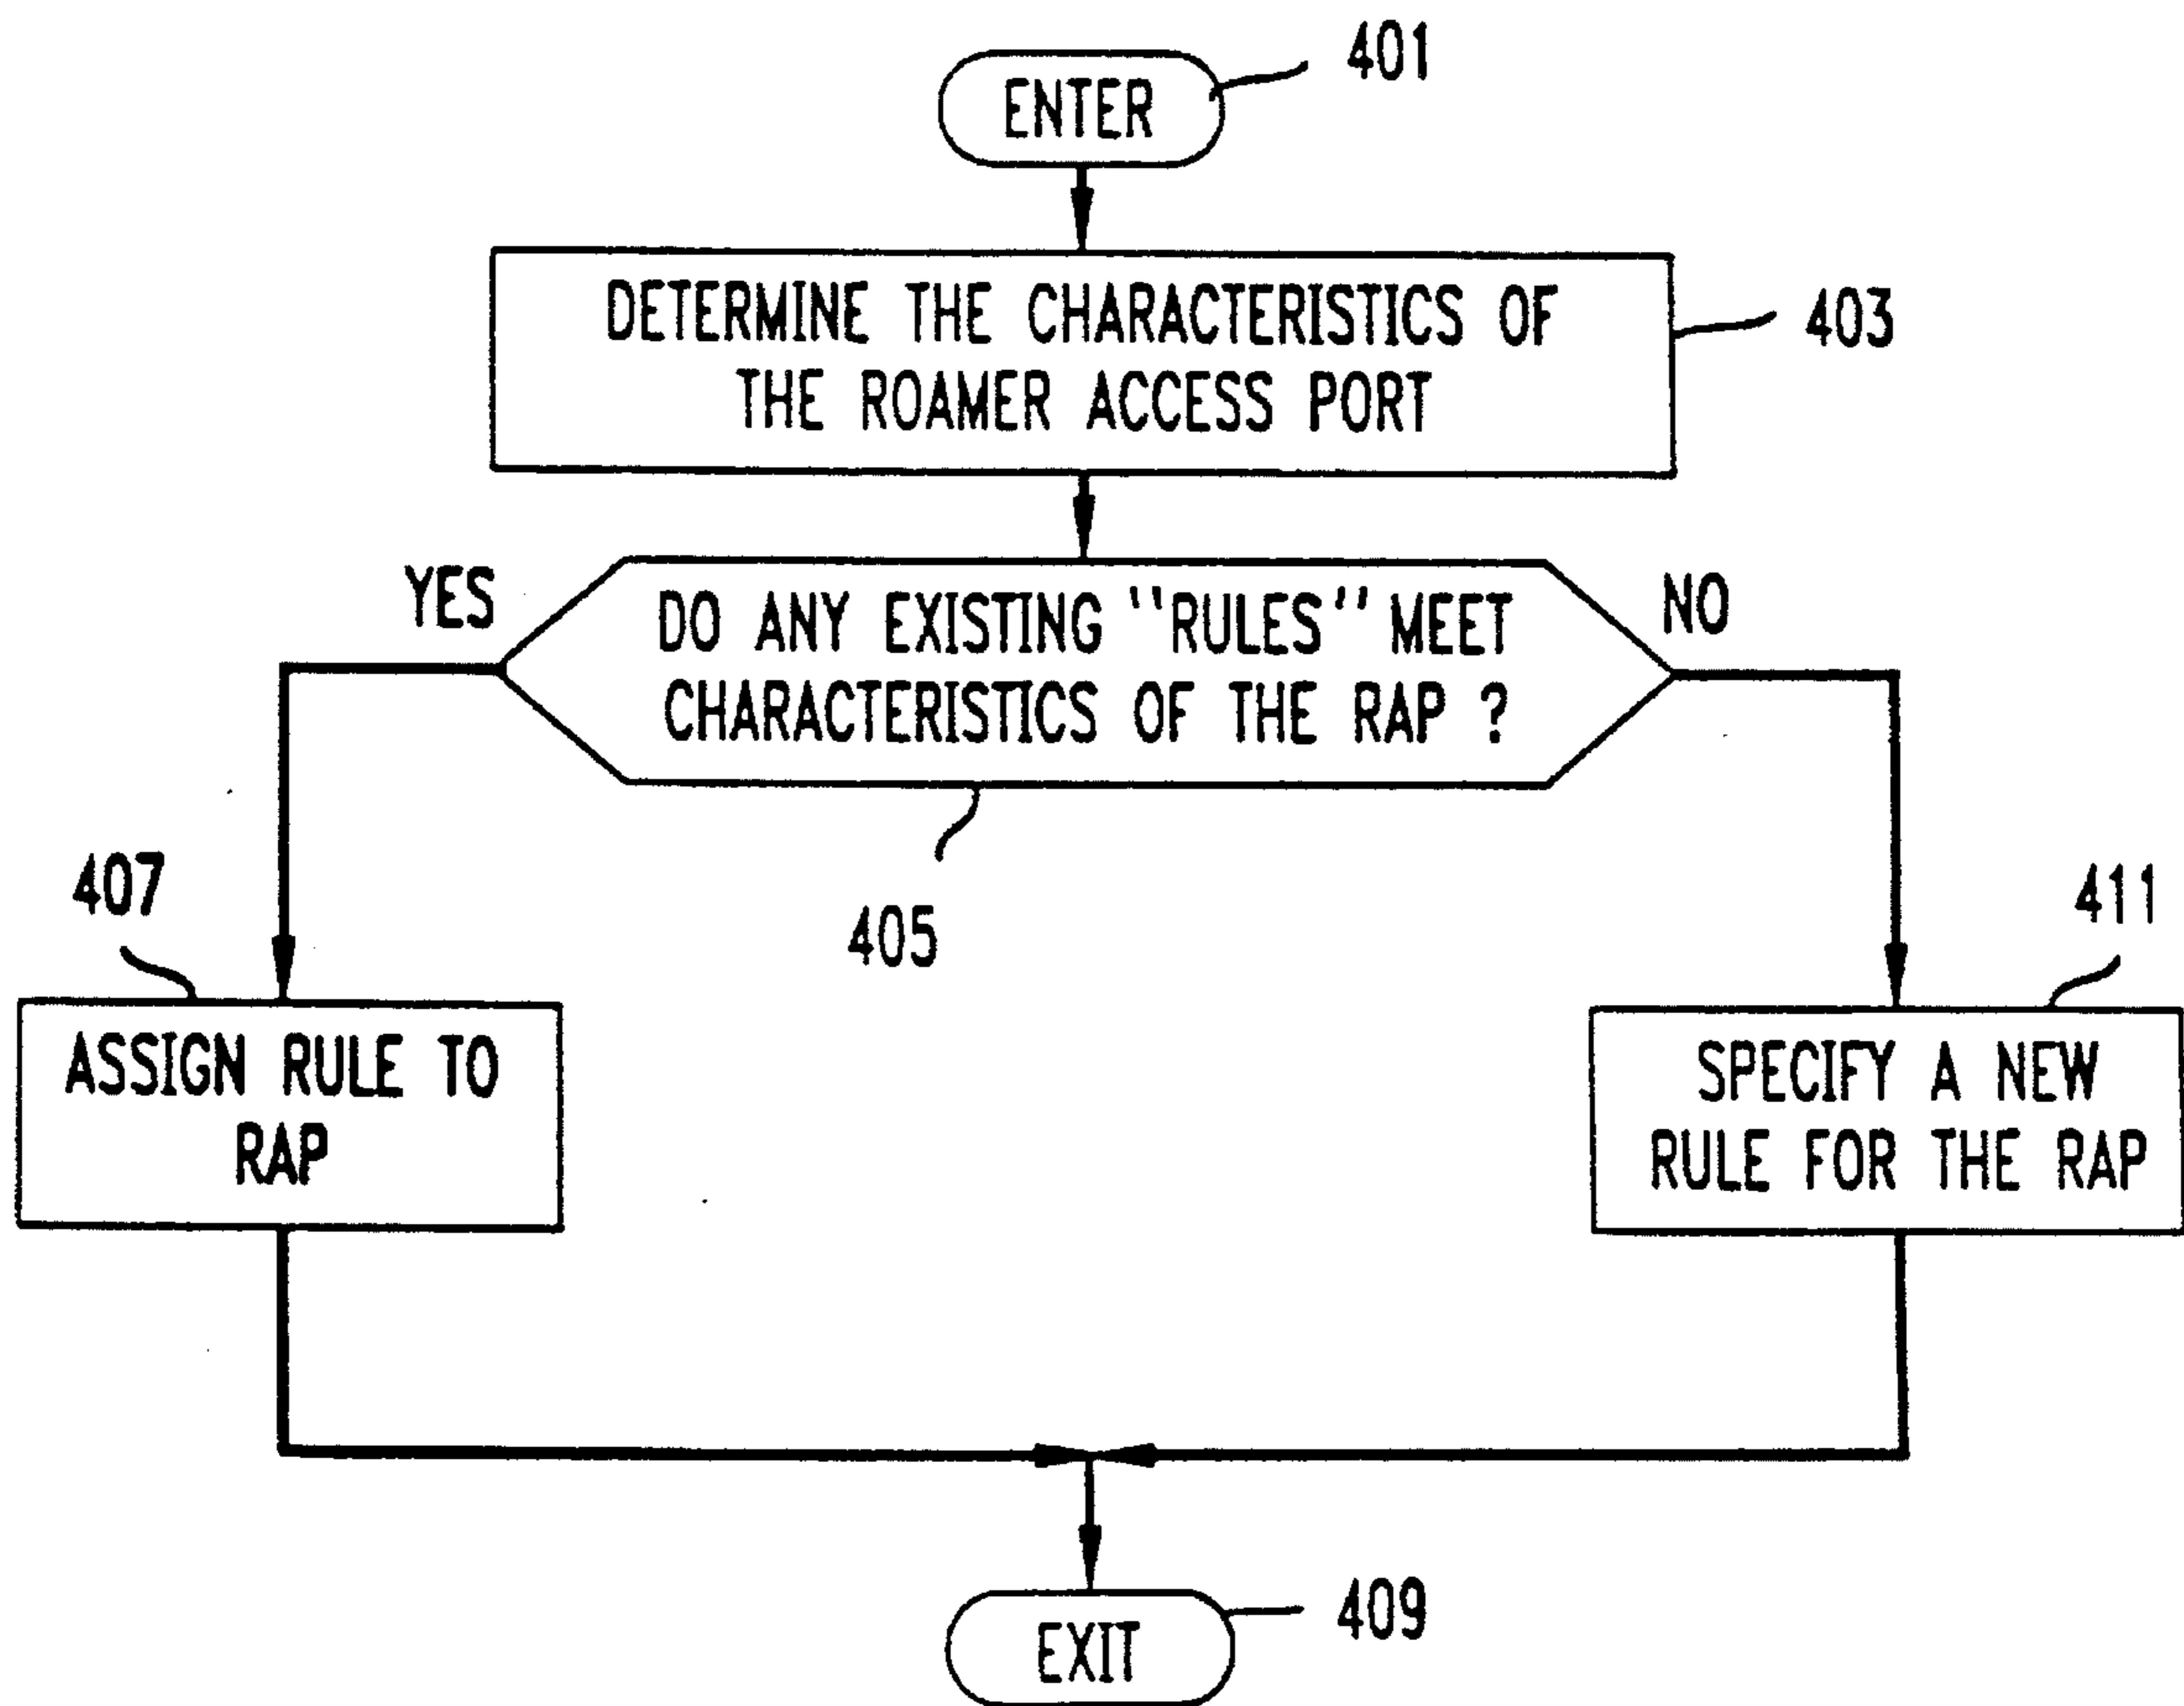 401
ENTER
DETERMINE THE CHARACTERISTICS OF
THE ROAMER ACCESS PORT
403
YES
NO
DO ANY EXISTING "RULES" MEET
CHARACTERISTICS OF THE RAP ?
405
407
411
ASSIGN RULE TO
RAP
SPECIFY A NEW
RULE FOR THE RAP
EXIT
409